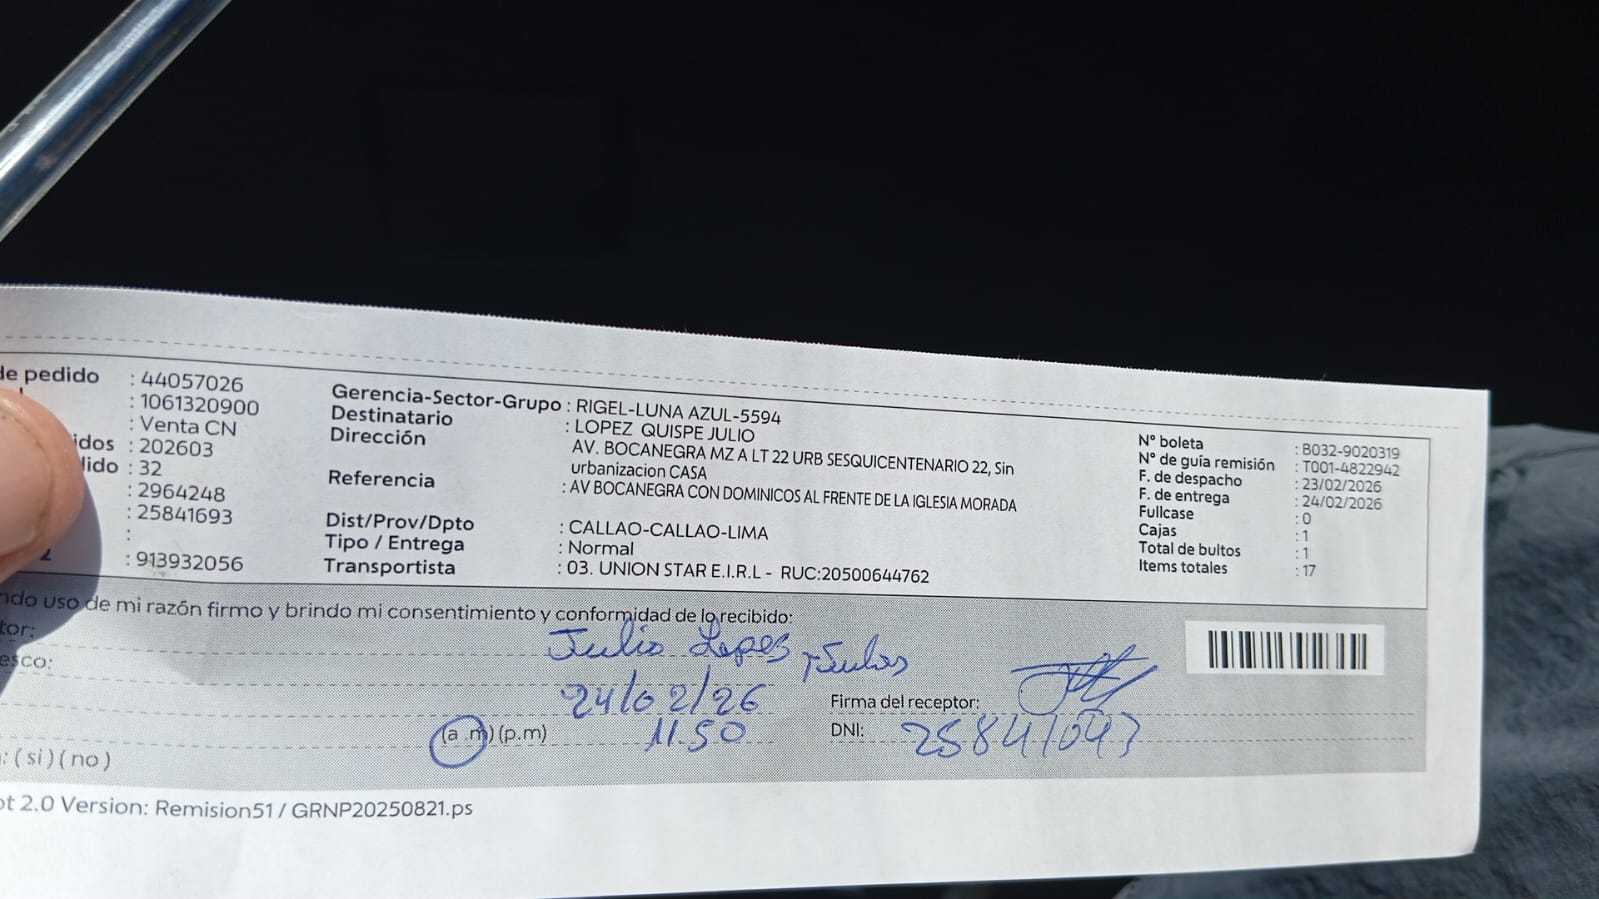 de pedido : 44057026
: 1061320900
: Venta CN
idos : 202603
dido : 32
: 2964248
: 25841693
:
2 : 913932056
Gerencia-Sector-Grupo : RIGEL-LUNA AZUL-5594
Destinatario : LOPEZ QUISPE JULIO
Dirección AV. BOCANEGRA MZ A LT 22 URB SESQUICENTENARIO 22, Sin
urbanizacion CASA
Referencia : AV BOCANEGRA CON DOMINICOS AL FRENTE DE LA IGLESIA MORADA
Dist/Prov/Dpto : CALLAO-CALLAO-LIMA
Tipo / Entrega : Normal
Transportista : 03. UNION STAR E.I.R.L - RUC:20500644762
N° boleta : B032-9020319
N° de guía remisión : T001-4822942
F. de despacho : 23/02/2026
F. de entrega : 24/02/2026
Fullcase : 0
Cajas : 1
Total de bultos : 1
Items totales : 17
ndo uso de mi razón firmo y brindo mi consentimiento y conformidad de lo recibido:
tor: Julio Lopes
esco:
24/02/26
Firma del receptor:
(a .m) (p.m) 11.50
DNI:
: ( si ) ( no )
ot 2.0 Version: Remision51 / GRNP20250821.ps